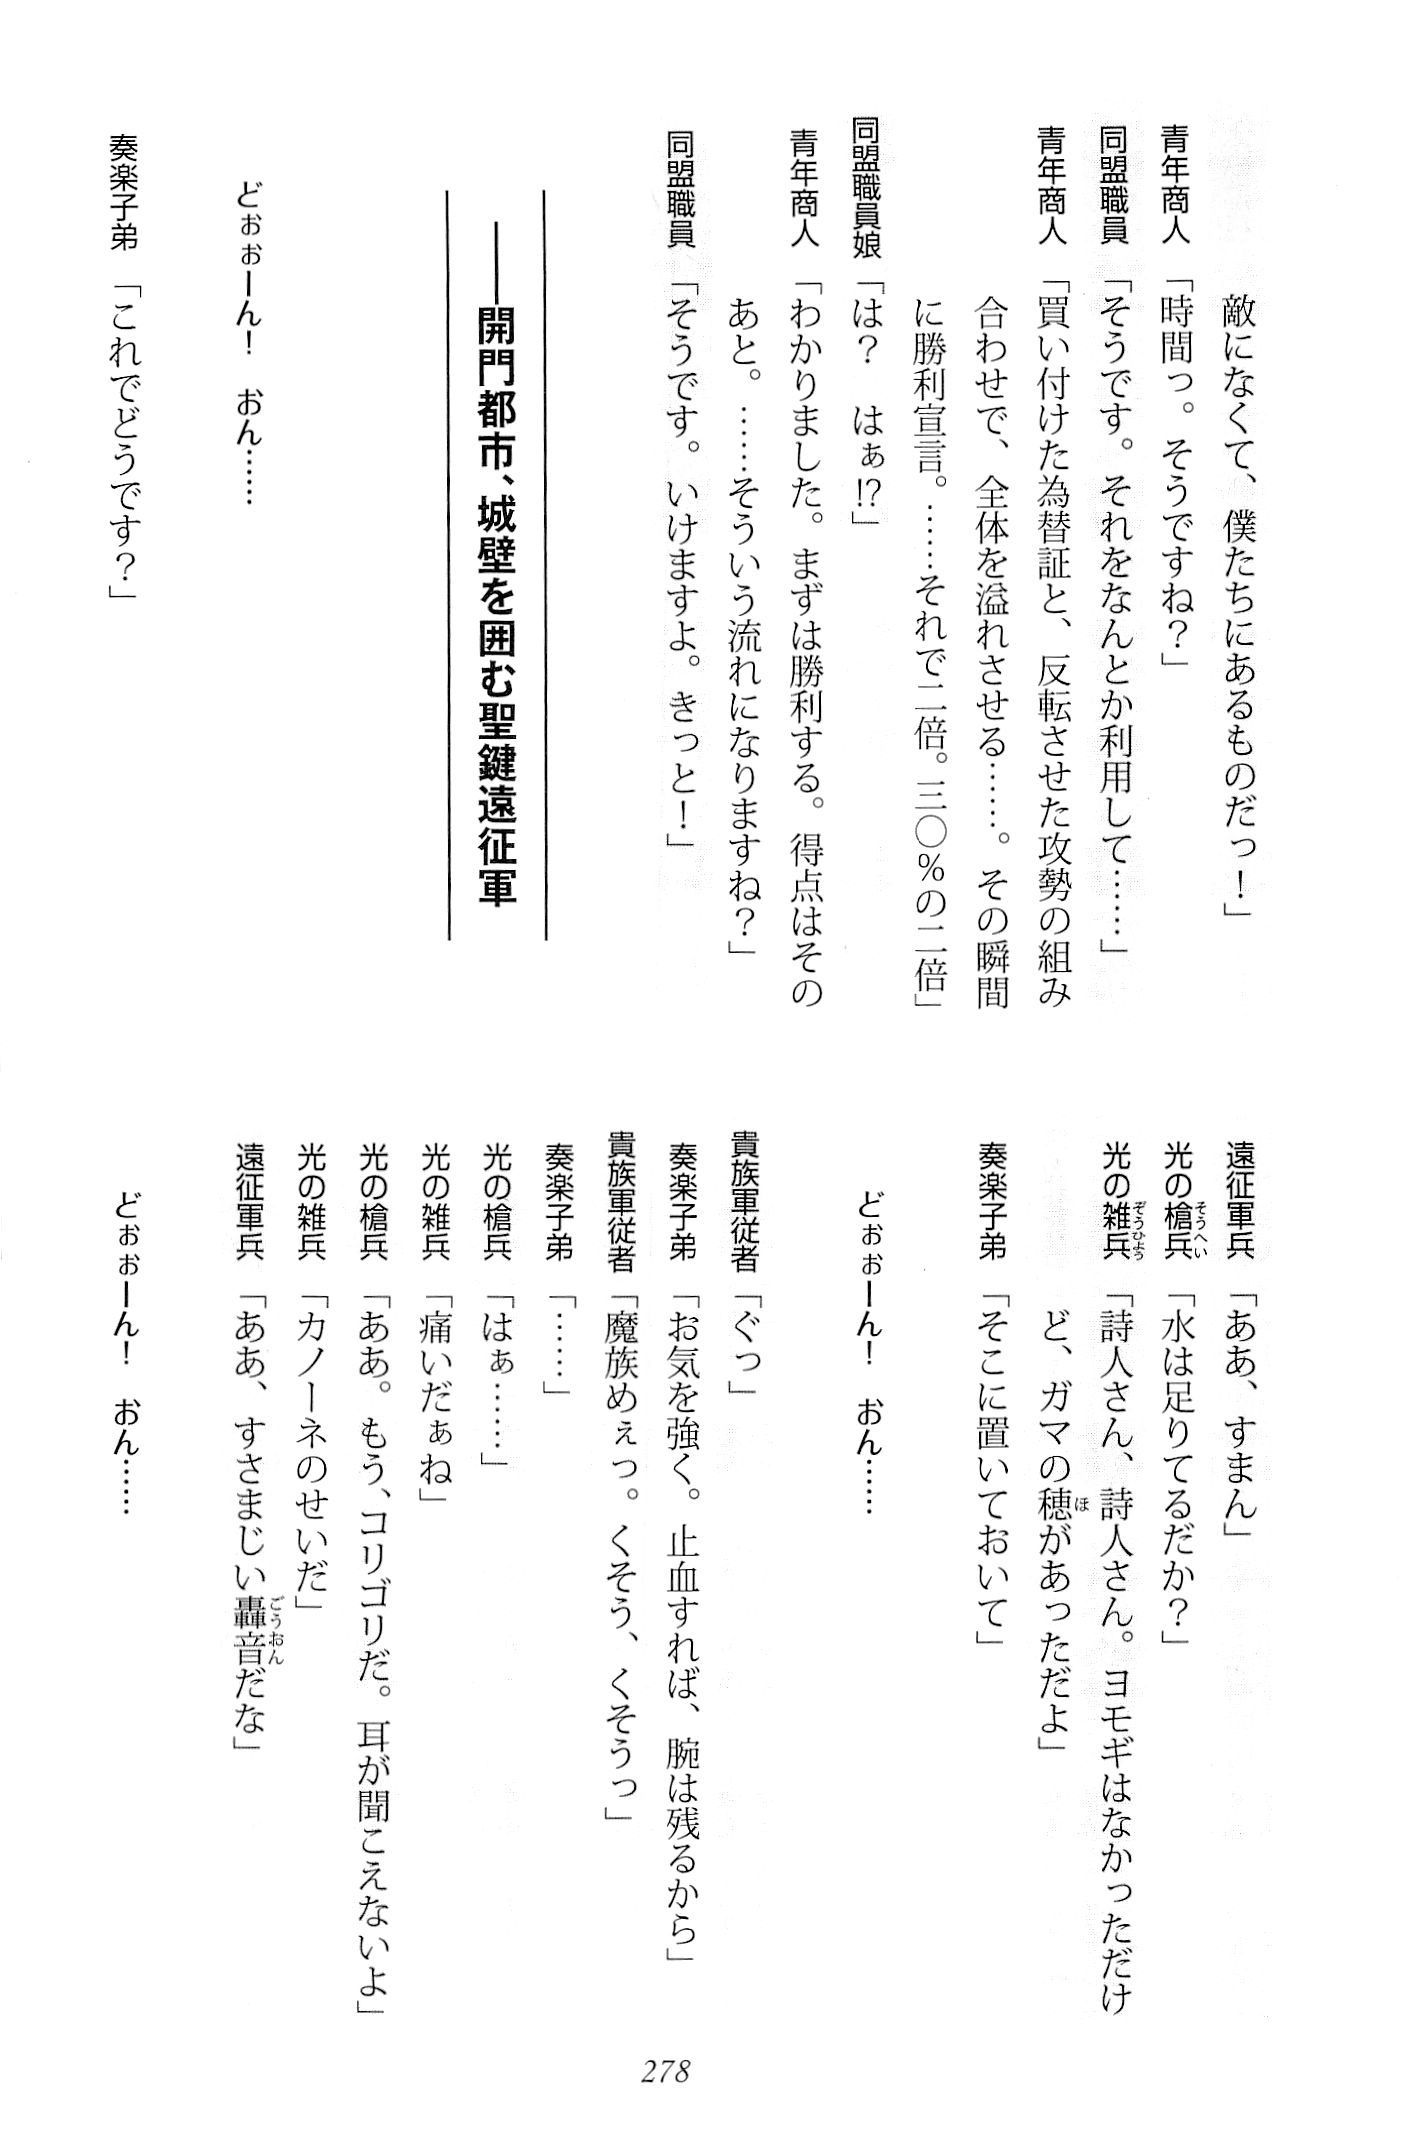 敵になくて、僕たちにあるものだっ！」
青年商人「時間っ。そうですね？」
同盟職員「そうです。それをなんとか利用して……」
青年商人「買い付けた為替証と、反転させた攻勢の組み
合わせで、全体を溢れさせる……。その瞬間
に勝利宣言。……それで二倍。三〇％の二倍」
同盟職員娘「は？　はぁ⁉」
青年商人「わかりました。まずは勝利する。得点はその
あと。……そういう流れになりますね？」
同盟職員「そうです。いけますよ。きっと！」
――開門都市、城壁を囲む聖鍵遠征軍
どぉぉーん！　おん……
奏楽子弟「これでどうです？」
遠征軍兵「ああ、すまん」
光の槍兵「水は足りてるだか？」
そうへい
光の雑兵「詩人さん、詩人さん。ヨモギはなかっただけ
ぞうひょう
ど、ガマの穂があっただよ」
ほ
奏楽子弟「そこに置いておいて」
どぉぉーん！　おん……
貴族軍従者「ぐっ」
奏楽子弟「お気を強く。止血すれば、腕は残るから」
貴族軍従者「魔族めぇっ。くそう、くそうっ」
奏楽子弟「……」
光の槍兵「はぁ……」
光の雑兵「痛いだぁね」
光の槍兵「ああ。もう、コリゴリだ。耳が聞こえないよ」
光の雑兵「カノーネのせいだ」
遠征軍兵「ああ、すさまじい轟音だな」
ごうおん
どぉぉーん！　おん……
278